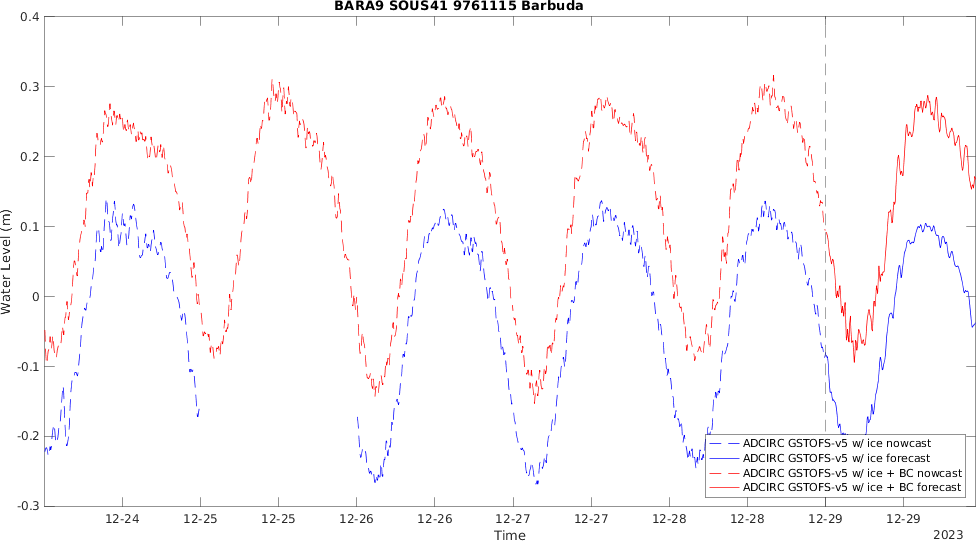 BARA9 SOUS41 9761115 Barbuda
0.4
0.3
0.2
0.1
0
-0.1
-0.2
-0.3
Water Level (m)
ADCIRC GSTOFS-v5 w/ ice nowcast
ADCIRC GSTOFS-v5 w/ ice forecast
ADCIRC GSTOFS-v5 w/ ice + BC nowcast
ADCIRC GSTOFS-v5 w/ ice + BC forecast
12-24 12-25 12-25 12-26 12-26 12-27 12-27 12-28 12-28 12-29 12-29
Time
2023